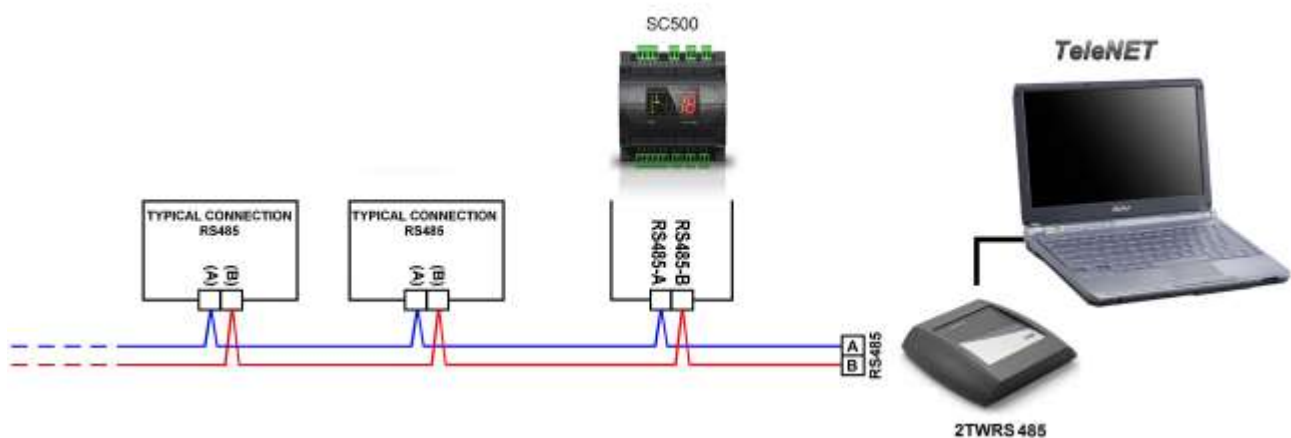 SC500
TeleNET
TYPICAL CONNECTION
RS485
(A)
(B)
TYPICAL CONNECTION
RS485
(A)
(B)
RS485-A
RS485-B
A
B
RS485
2TWRS 485